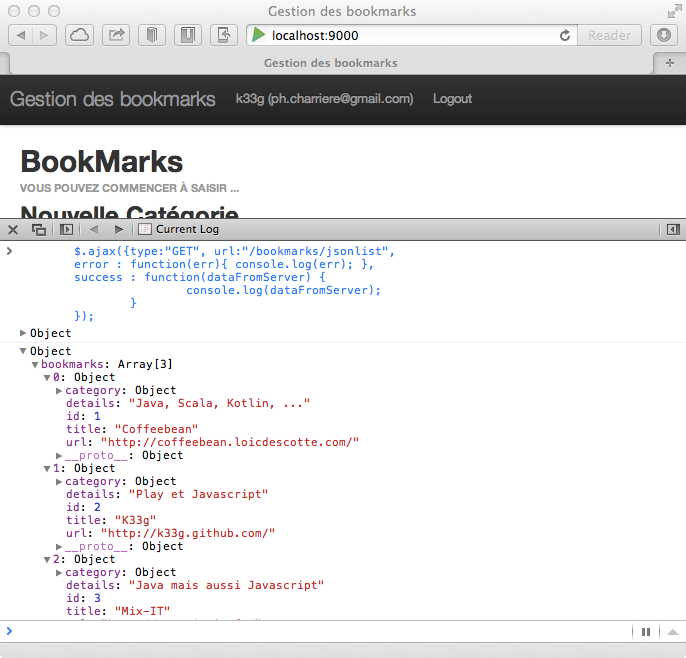 Gestion des bookmarks
localhost:9000
Reader
Gestion des bookmarks
Gestion des bookmarks k33g (ph.charriere@gmail.com) Logout
BookMarks
VOUS POUVEZ COMMENCER À SAISIR ...
Nouvelle Catégorie
Current Log
$.ajax({type:"GET", url:"/bookmarks/jsonlist",
error : function(err){ console.log(err); },
success : function(dataFromServer) {
console.log(dataFromServer);
}
});
Object
Object
bookmarks: Array[3]
0: Object
category: Object
details: "Java, Scala, Kotlin, ..."
id: 1
title: "Coffeebean"
url: "http://coffeebean.loicdescotte.com/"
__proto__: Object
1: Object
category: Object
details: "Play et Javascript"
id: 2
title: "K33g"
url: "http://k33g.github.com/"
__proto__: Object
2: Object
category: Object
details: "Java mais aussi Javascript"
id: 3
title: "Mix-IT"